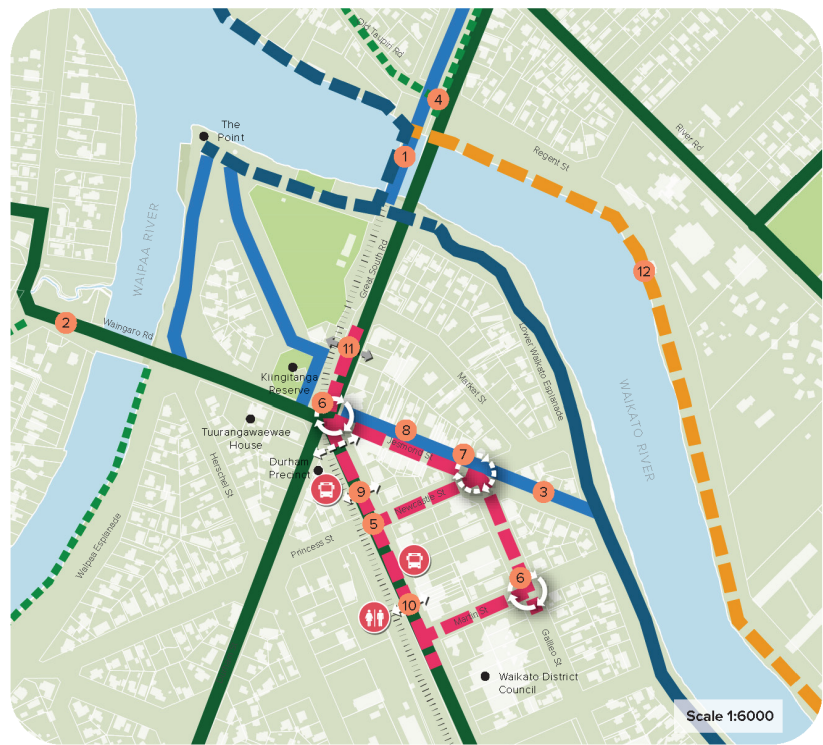 Old Taupiri Rd
4
The
Point
1
Regent St
River Rd
WAIPAA RIVER
Great South Rd
12
2
Waingaro Rd
11
Lower Waikato Esplanade
Kiingitanga
Reserve
Market St
WAIKATO RIVER
6
8
Tuurangawaewae
House
Jesmond St
7
Durham
Precinct
Herschel St
9
3
Newcastle St
5
Waipaa Esplanade
Princess St
6
10
Martin St
Galileo St
Waikato District
Council
Scale 1:6000